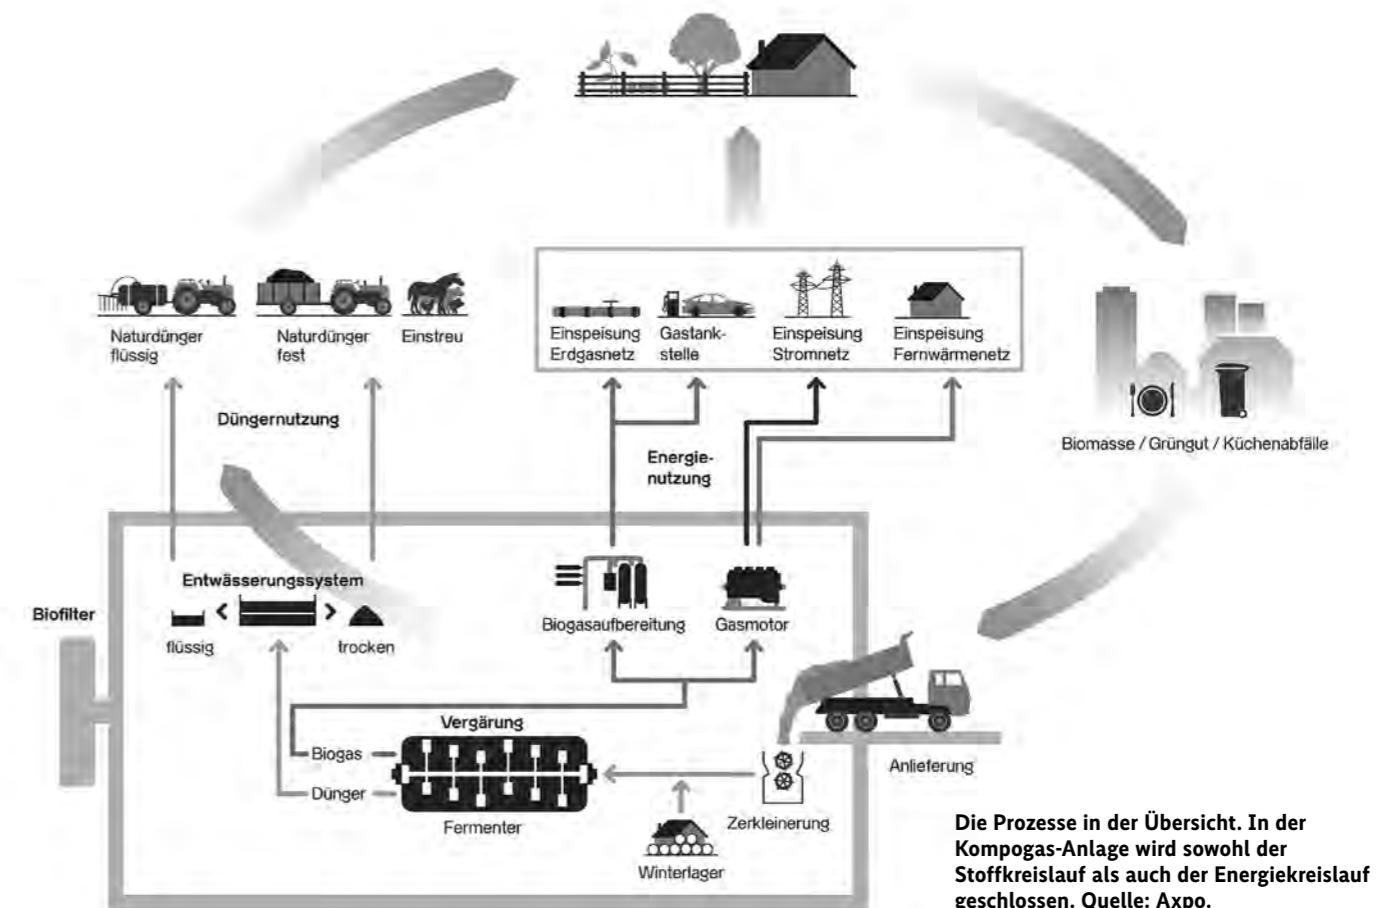 Naturdünger
flüssig
Naturdünger
fest
Einstreu
Einspeisung
Erdgasnetz
Gastank-
stelle
Einspeisung
Stromnetz
Einspeisung
Fernwärmenetz
Biomasse / Grüngut / Küchenabfälle
Düngernutzung
Energie-
nutzung
Entwässerungssystem
flüssig
trocken
Biofilter
Biogasaufbereitung
Gasmotor
Vergärung
Biogas
Dünger
Fermenter
Winterlager
Zerkleinerung
Anlieferung
Die Prozesse in der Übersicht. In der
Kompogas-Anlage wird sowohl der
Stoffkreislauf als auch der Energiekreislauf
geschlossen. Quelle: Axpo.